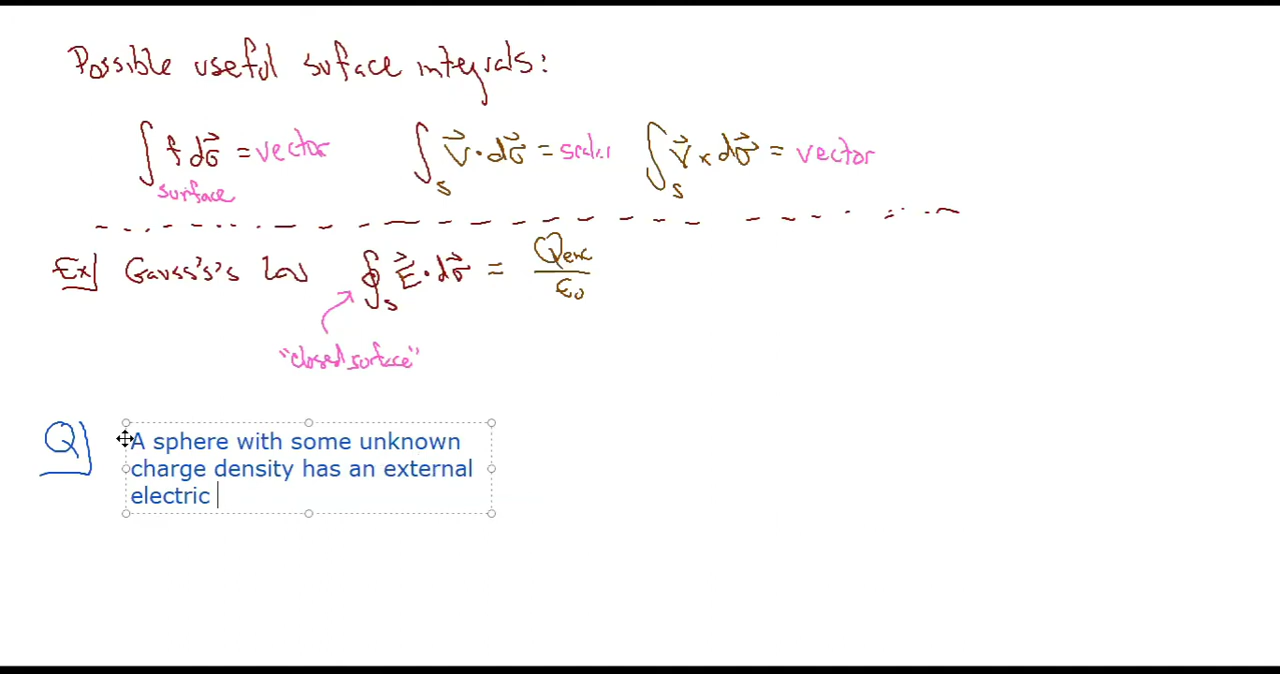 Possible useful suface integrals:
∫ f dσ⃗ = vector ∫ₛ V⃗ · dσ⃗ = scalar ∫ₛ V⃗ × dσ⃗ = vector
surface
Ex] Gauss's's Law ∮ₛ E⃗ · dσ⃗ = Qenc / ε₀
"closed surface"
Q] A sphere with some unknown
charge density has an external
electric